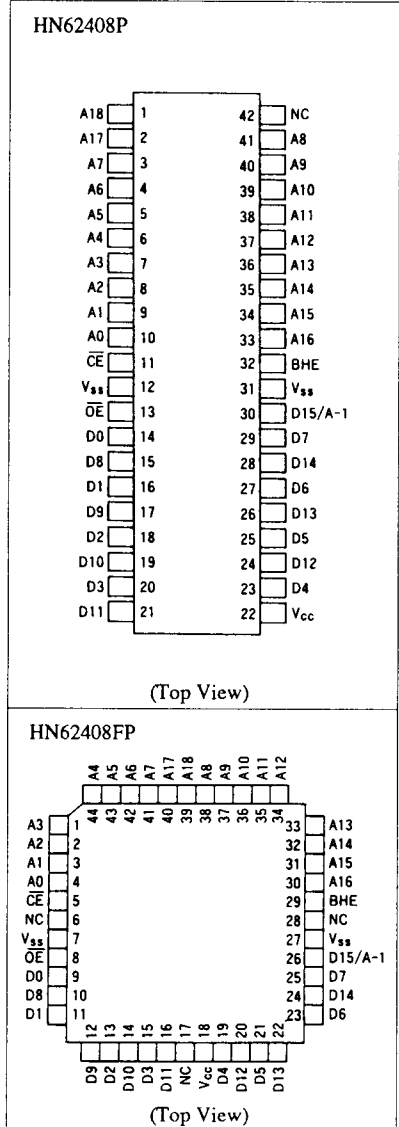 HN62408P
A18 1 42 NC
A17 2 41 A8
A7 3 40 A9
A6 4 39 A10
A5 5 38 A11
A4 6 37 A12
A3 7 36 A13
A2 8 35 A14
A1 9 34 A15
A0 10 33 A16
C̅E̅ 11 32 BHE
Vss 12 31 Vss
O̅E̅ 13 30 D15/A-1
D0 14 29 D7
D8 15 28 D14
D1 16 27 D6
D9 17 26 D13
D2 18 25 D5
D10 19 24 D12
D3 20 23 D4
D11 21 22 Vcc
(Top View)
HN62408FP
A4 A5 A6 A7 A17 A18 A8 A9 A10 A11 A12
44 43 42 41 40 39 38 37 36 35 34
A3 1 33 A13
A2 2 32 A14
A1 3 31 A15
A0 4 30 A16
C̅E̅ 5 29 BHE
NC 6 28 NC
Vss 7 27 Vss
O̅E̅ 8 26 D15/A-1
D0 9 25 D7
D8 10 24 D14
D1 11 23 D6
12 13 14 15 16 17 18 19 20 21 22
D9 D2 D10 D3 D11 NC Vcc D4 D12 D5 D13
(Top View)